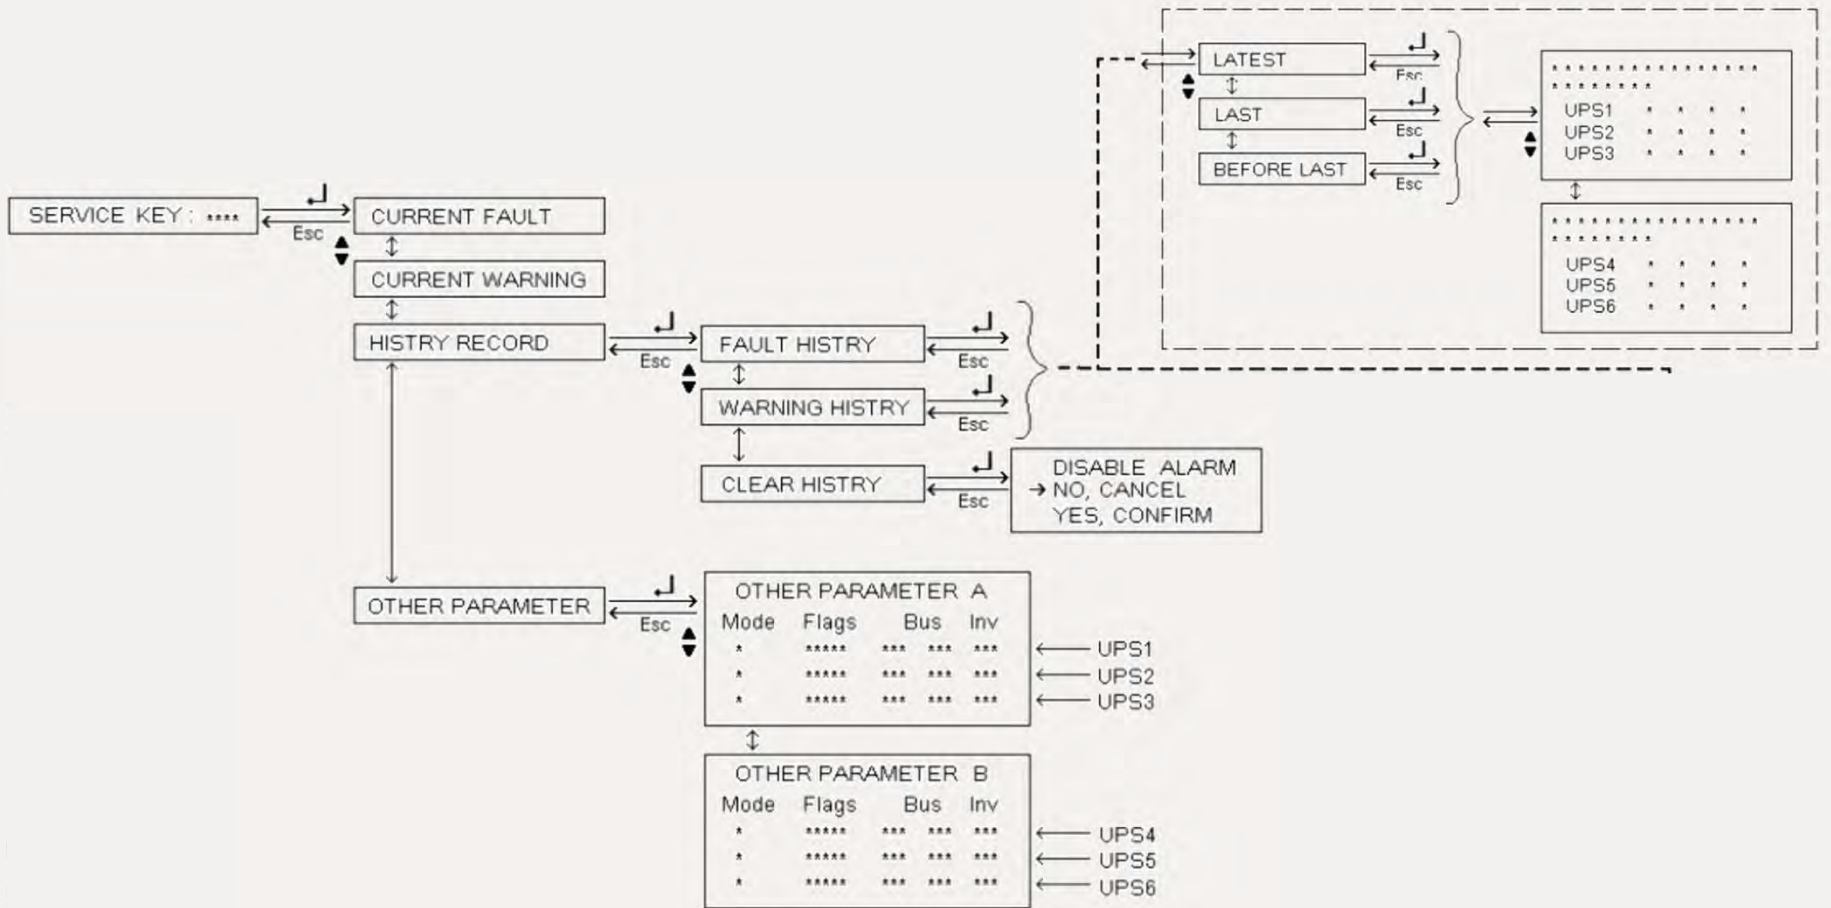 LATEST
Esc
LAST
Esc
BEFORE LAST
Esc
* * * * * * * * * * * * * * * *
* * * * * * * *
UPS1 * * * *
UPS2 * * * *
UPS3 * * * *
* * * * * * * * * * * * * * * *
* * * * * * * *
UPS4 * * * *
UPS5 * * * *
UPS6 * * * *
SERVICE KEY: ****
Esc
CURRENT FAULT
CURRENT WARNING
HISTRY RECORD
Esc
FAULT HISTRY
Esc
WARNING HISTRY
Esc
CLEAR HISTRY
Esc
DISABLE ALARM
→ NO, CANCEL
YES, CONFIRM
OTHER PARAMETER
Esc
OTHER PARAMETER A
Mode Flags Bus Inv
* ***** *** *** *** UPS1
* ***** *** *** *** UPS2
* ***** *** *** *** UPS3
OTHER PARAMETER B
Mode Flags Bus Inv
* ***** *** *** *** UPS4
* ***** *** *** *** UPS5
* ***** *** *** *** UPS6